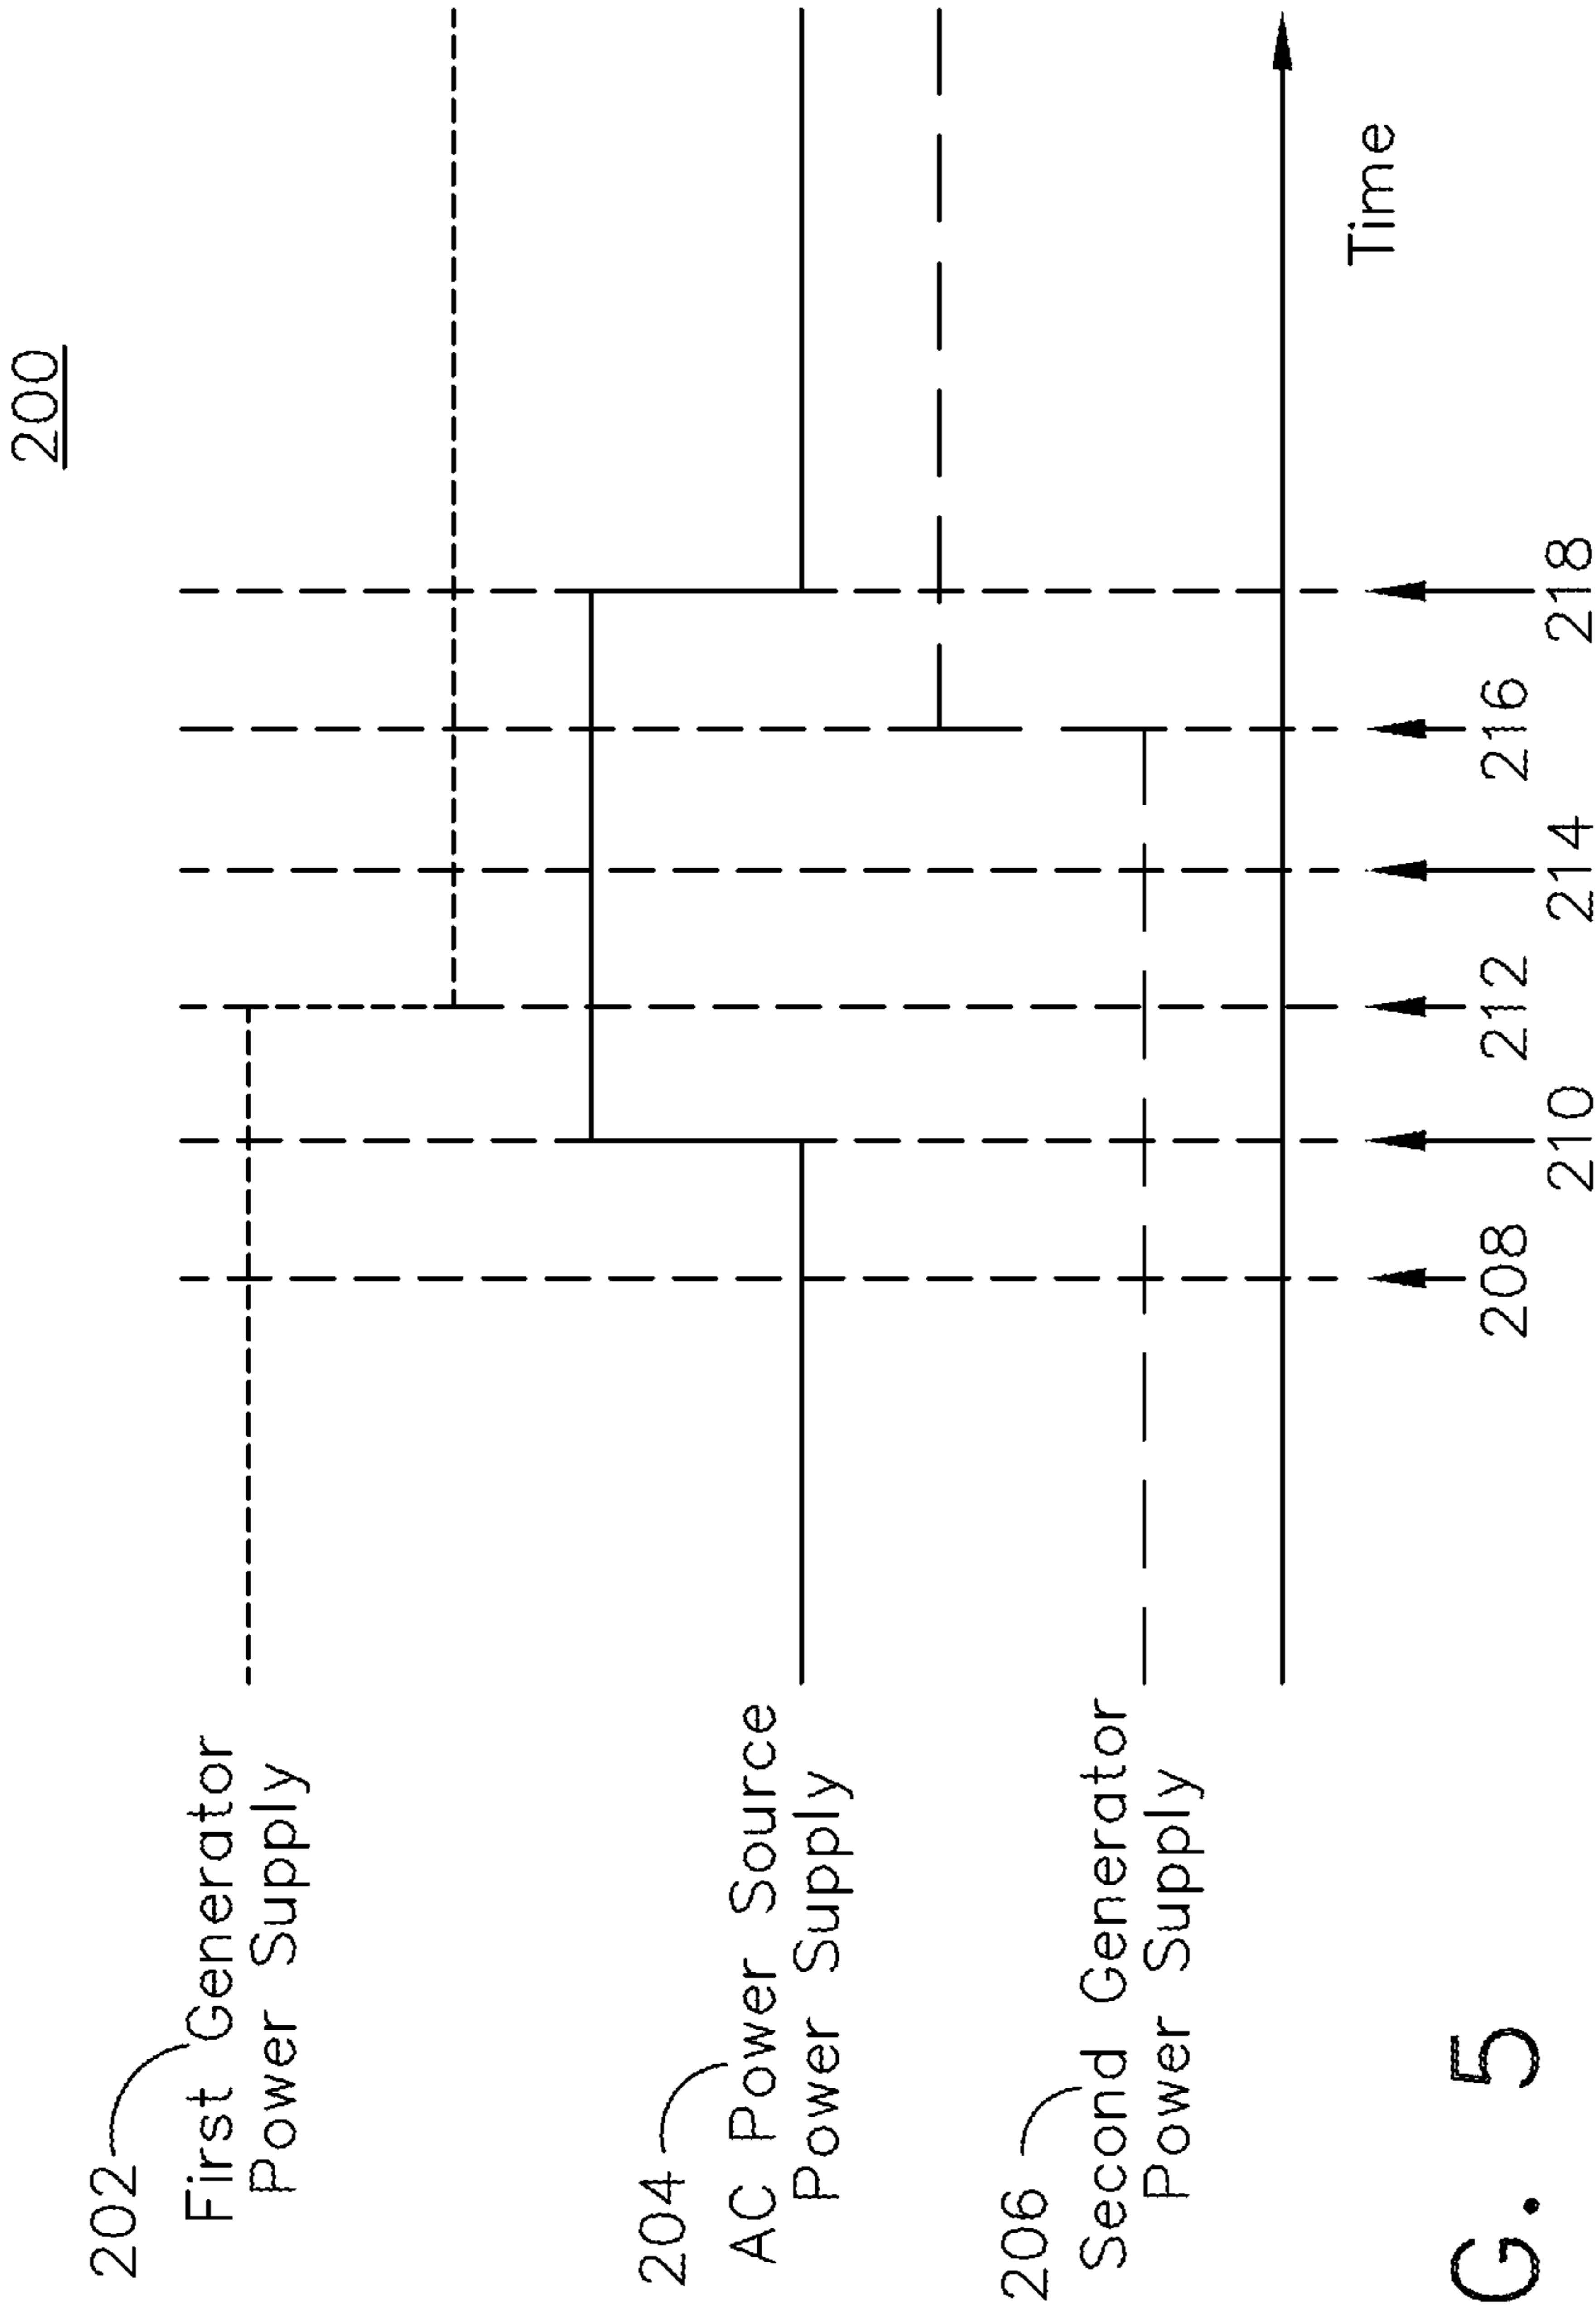 200
202
First Generator
Power Supply
204
AC Power Source
Power Supply
206
Second Generator
Power Supply
Time
208
210
212
214
216
218
G. 5